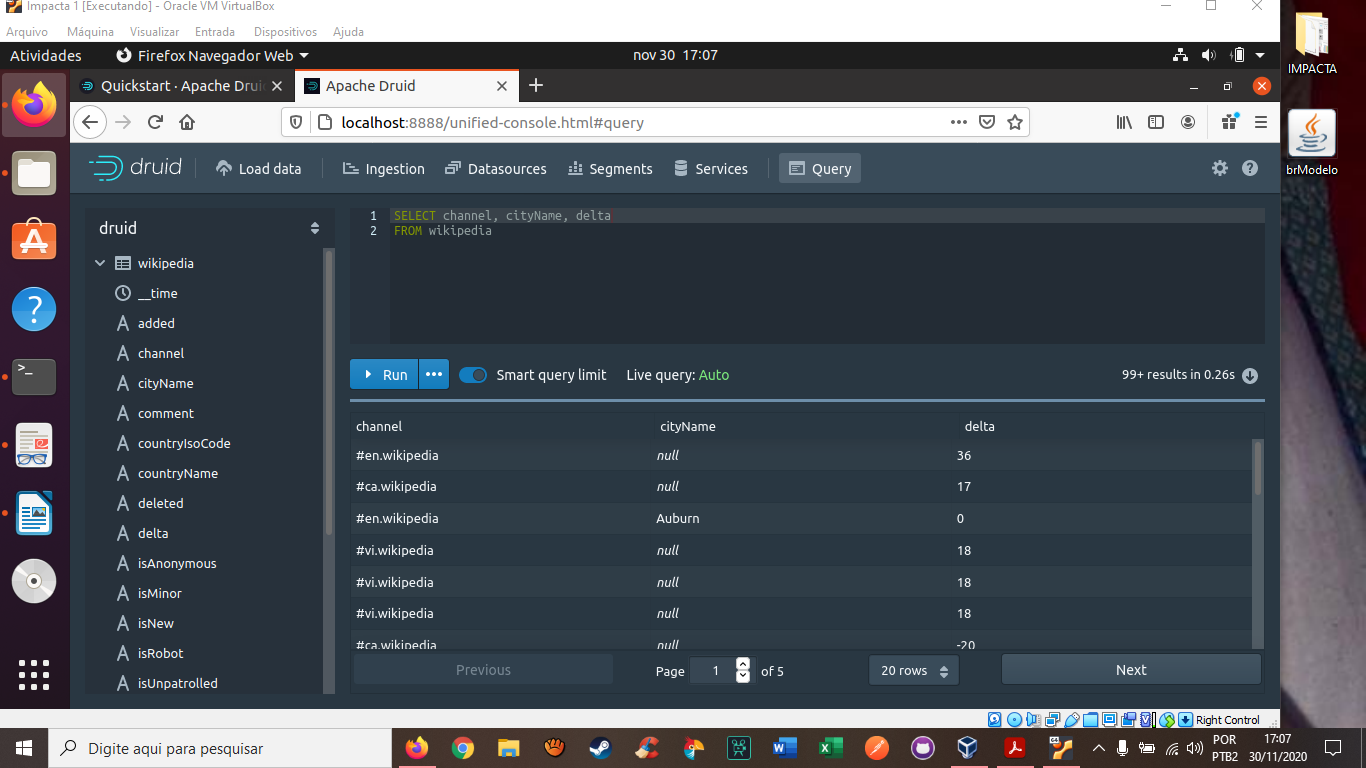 Impacta 1 [Executando] - Oracle VM VirtualBox
Arquivo Máquina Visualizar Entrada Dispositivos Ajuda
Atividades Firefox Navegador Web nov 30 17:07
Quickstart · Apache Drui Apache Druid
localhost:8888/unified-console.html#query
druid Load data Ingestion Datasources Segments Services Query
druid
wikipedia
__time
added
channel
cityName
comment
countryIsoCode
countryName
deleted
delta
isAnonymous
isMinor
isNew
isRobot
isUnpatrolled
1 SELECT channel, cityName, delta
2 FROM wikipedia
Run Smart query limit Live query: Auto 99+ results in 0.26s
channel cityName delta
#en.wikipedia null 36
#ca.wikipedia null 17
#en.wikipedia Auburn 0
#vi.wikipedia null 18
#vi.wikipedia null 18
#vi.wikipedia null 18
#ca.wikipedia null -20
Previous Page 1 of 5 20 rows Next
Right Control
IMPACTA
brModelo
Digite aqui para pesquisar
POR
PTB2
17:07
30/11/2020